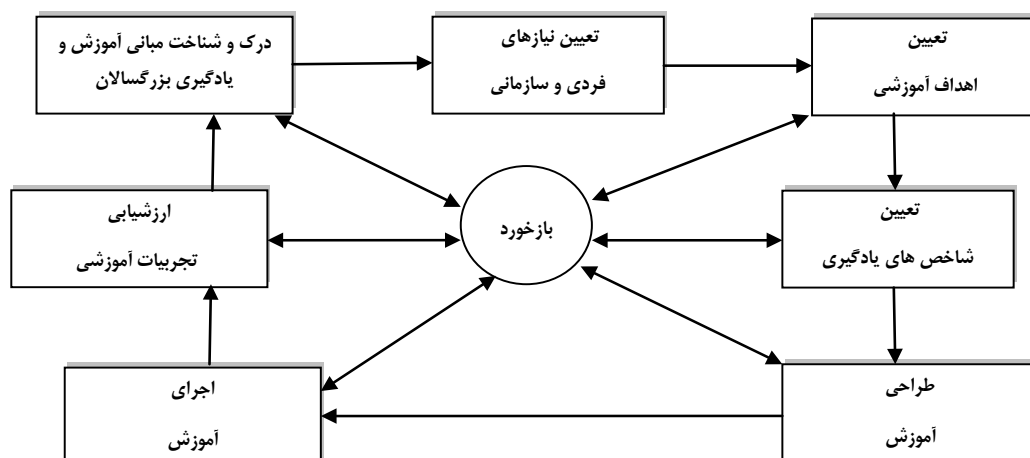 درک و شناخت مبانی آموزش و
یادگیری بزرگسالان
تعیین نیازهای
فردی و سازمانی
تعیین
اهداف آموزشی
تعیین
شاخص های یادگیری
طراحی
آموزش
اجرای
آموزش
ارزشیابی
تجربیات آموزشی
بازخورد